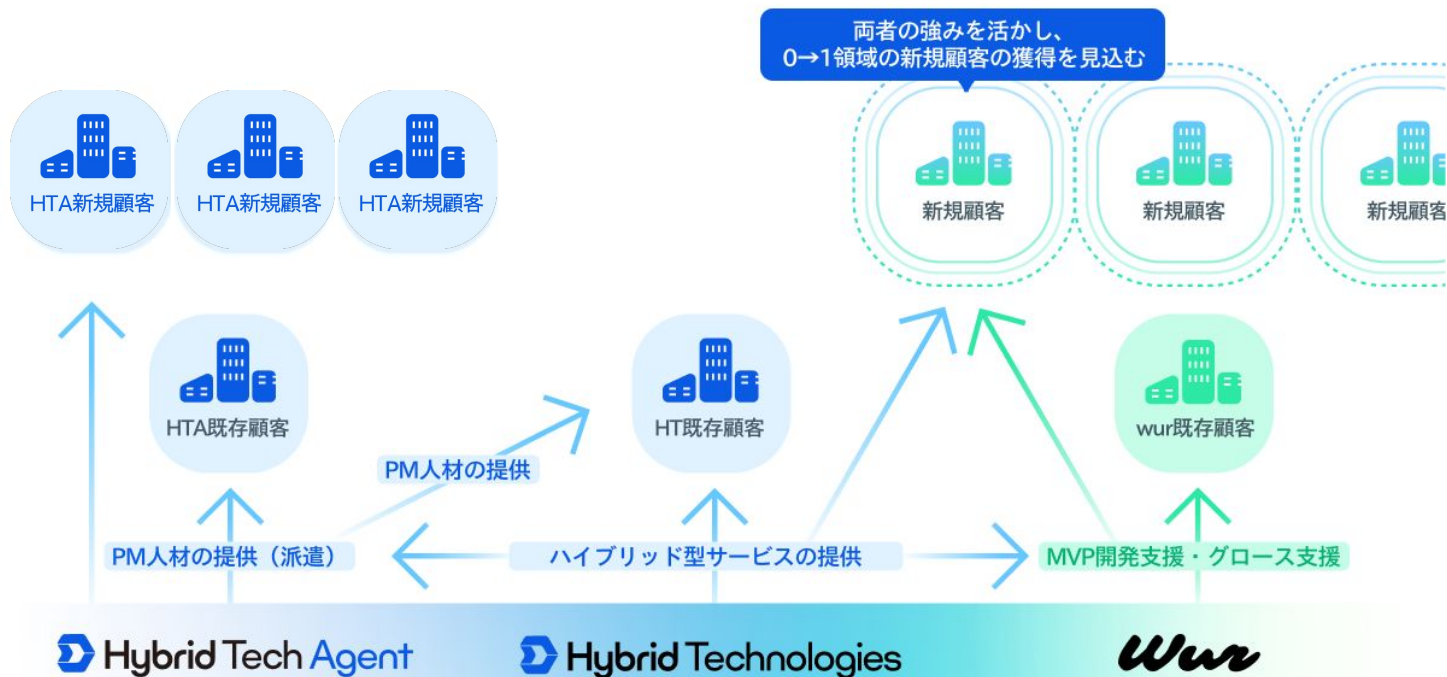 両者の強みを活かし、
0→1領域の新規顧客の獲得を見込む
HTA新規顧客
HTA新規顧客
HTA新規顧客
新規顧客
新規顧客
新規顧客
HTA既存顧客
HT既存顧客
wur既存顧客
PM人材の提供
PM人材の提供（派遣）
ハイブリッド型サービスの提供
MVP開発支援・グロース支援
Hybrid Tech Agent
Hybrid Technologies
Wur